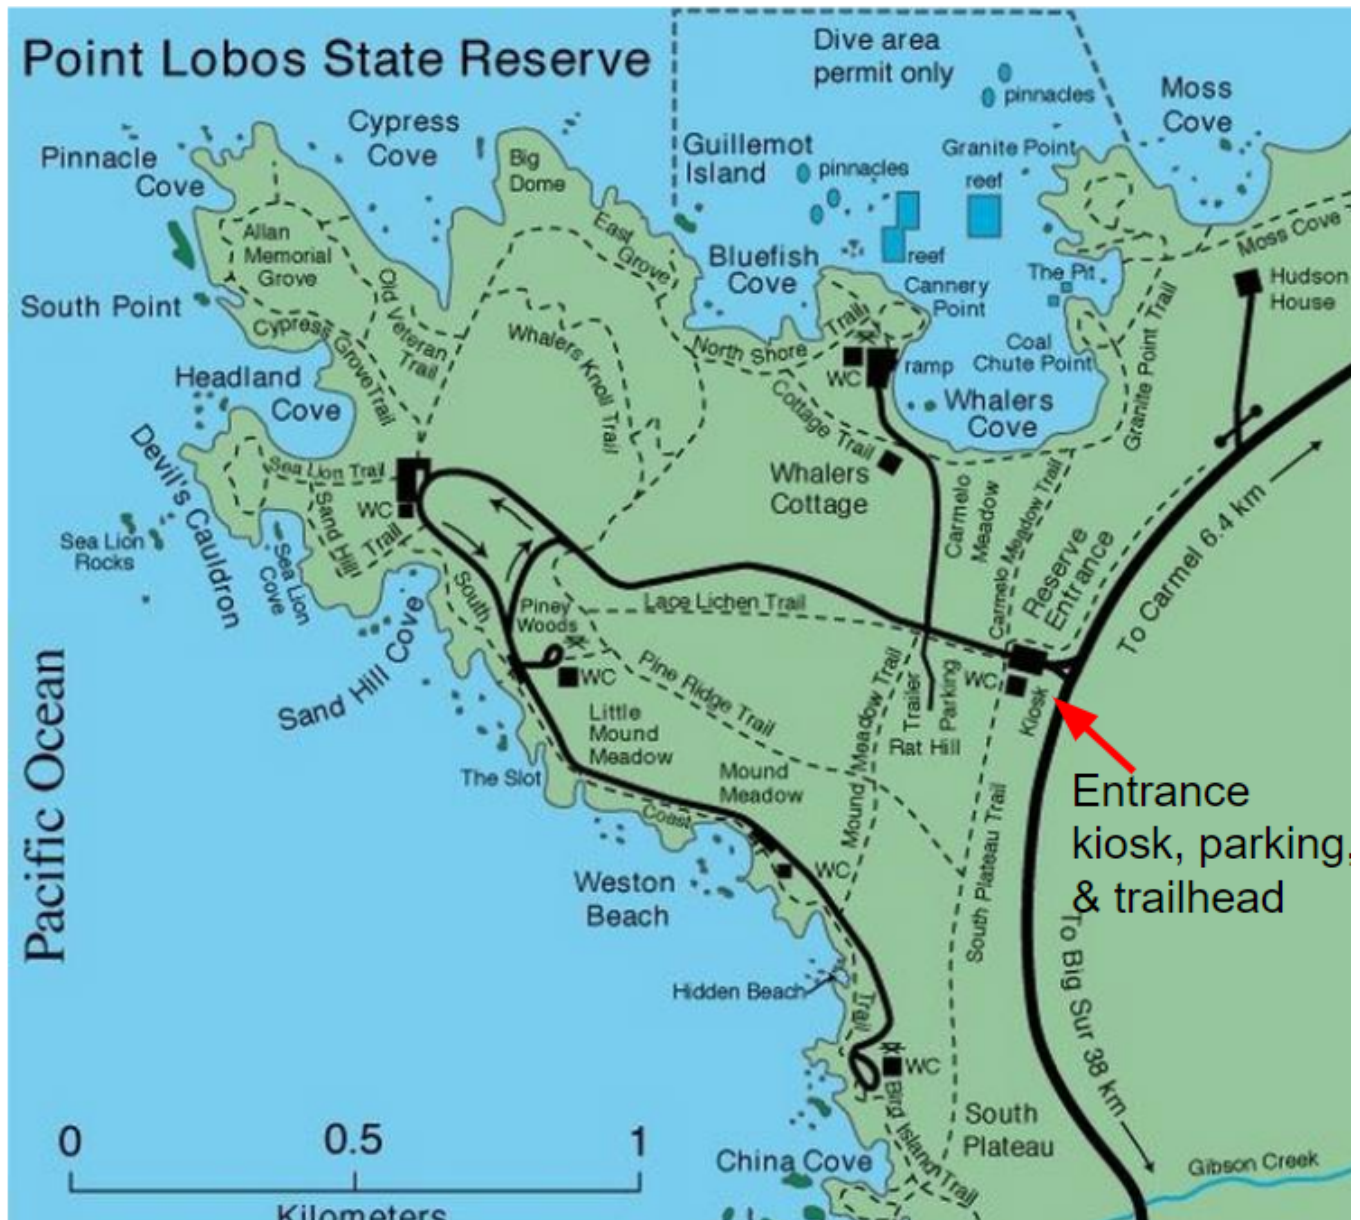 Point Lobos State Reserve
Dive area
permit only
pinnacles
Moss
Cove
Cypress
Cove
Pinnacle
Cove
Big
Dome
Guillemot
Island
pinnacles
Granite Point
reef
Allan
Memorial
Grove
East
Grove
Bluefish
Cove
reef
Moss Cove
The Pit
Hudson
House
South Point
Old Veteran
Trail
Cannery
Point
Cypress Grove Trail
Whalers Knoll Trail
North Shore Trail
Coal
Chute Point
Granite Point Trail
WC
ramp
Headland
Cove
Cottage Trail
Whalers
Cove
Devil's Cauldron
Sea Lion Trail
Whalers
Cottage
Carmelo
Meadow
Carmelo Meadow Trail
To Carmel 6.4 km
WC
Sand Hill
Trail
Sea Lion
Rocks
Sea Lion
Cove
Reserve
Entrance
South
Piney
Woods
Lace Lichen Trail
Sand Hill Cove
WC
Pine Ridge Trail
Mound Meadow Trail
Trailer
Parking
WC
Kiosk
Rat Hill
Pacific Ocean
Little
Mound
Meadow
The Slot
Mound
Meadow
Entrance
kiosk, parking,
& trailhead
Coast
South Plateau Trail
WC
Weston
Beach
To Big Sur 38 km
Hidden Beach
Trail
WC
Bird Island Trail
South
Plateau
0 0.5 1
Kilometers
China Cove
Gibson Creek